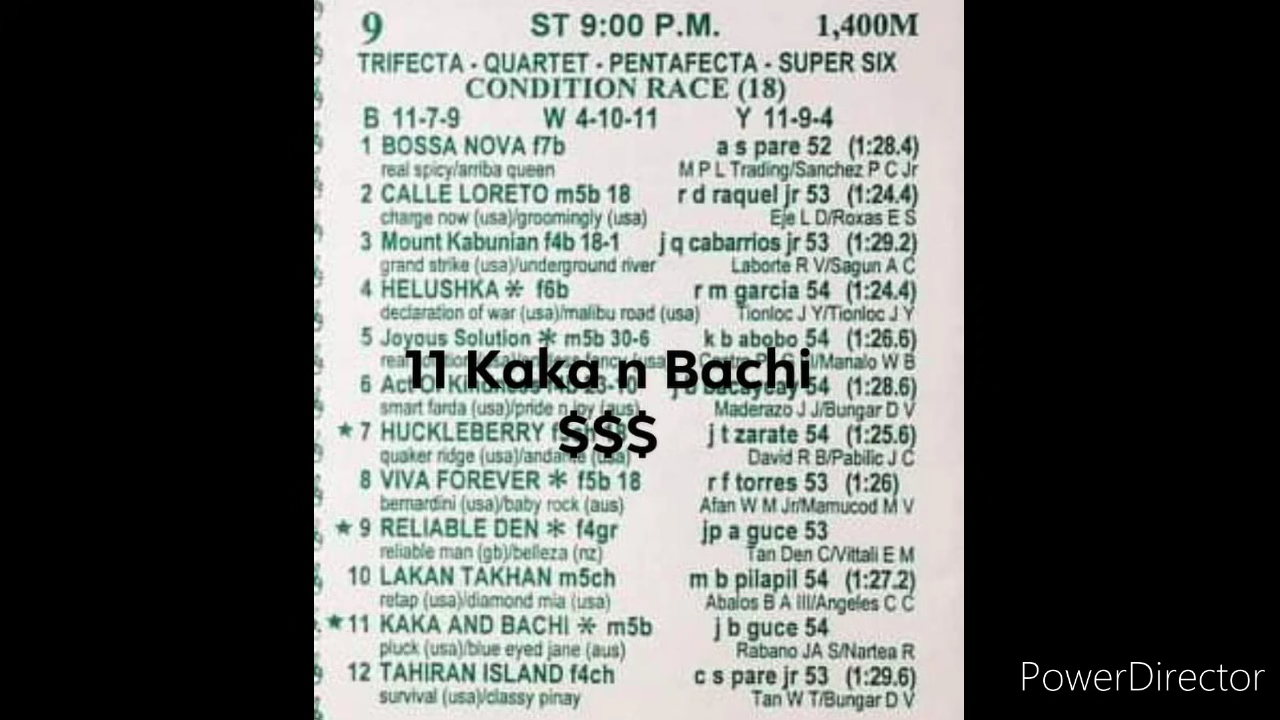 9 ST 9:00 P.M. 1,400M
TRIFECTA - QUARTET - PENTAFECTA - SUPER SIX
CONDITION RACE (18)
B 11-7-9 W 4-10-11 Y 11-9-4
1 BOSSA NOVA f7b a s pare 52 (1:28.4)
real spicy/arriba queen M P L Trading/Sanchez P C Jr
2 CALLE LORETO m5b 18 r d raquel jr 53 (1:24.4)
charge now (usa)/groomingly (usa) Eje L D/Roxas E S
3 Mount Kabunian f4b 18-1 j q cabarrios jr 53 (1:29.2)
grand strike (usa)/underground river Laborte R V/Sagun A C
4 HELUSHKA * f6b r m garcia 54 (1:24.4)
declaration of war (usa)/malibu road (usa) Tionloc J Y/Tionloc J Y
5 Joyous Solution * m5b 30-6 k b abobo 54 (1:26.6)
fancy (usa) Manalo W B
11 Kaka n Bachi
6 Act Of 54 (1:28.6)
smart farda (usa)/pride n joy (aus) Maderazo J J/Bungar D V
★ 7 HUCKLEBERRY j t zarate 54 (1:25.6)
$$$
quaker ridge (usa)/andante (usa) David R B/Pabilic J C
8 VIVA FOREVER * f5b 18 r f torres 53 (1:26)
bernardini (usa)/baby rock (aus) Afan W M Jr/Mamucod M V
★ 9 RELIABLE DEN * f4gr jp a guce 53
reliable man (gb)/belleza (nz) Tan Den C/Vittali E M
10 LAKAN TAKHAN m5ch m b pilapil 54 (1:27.2)
retap (usa)/diamond mia (usa) Abalos B A III/Angeles C C
★ 11 KAKA AND BACHI * m5b j b guce 54
pluck (usa)/blue eyed jane (aus) Rabano JA S/Nartea R
12 TAHIRAN ISLAND f4ch c s pare jr 53 (1:29.6)
survival (usa)/classy pinay Tan W T/Bungar D V
PowerDirector